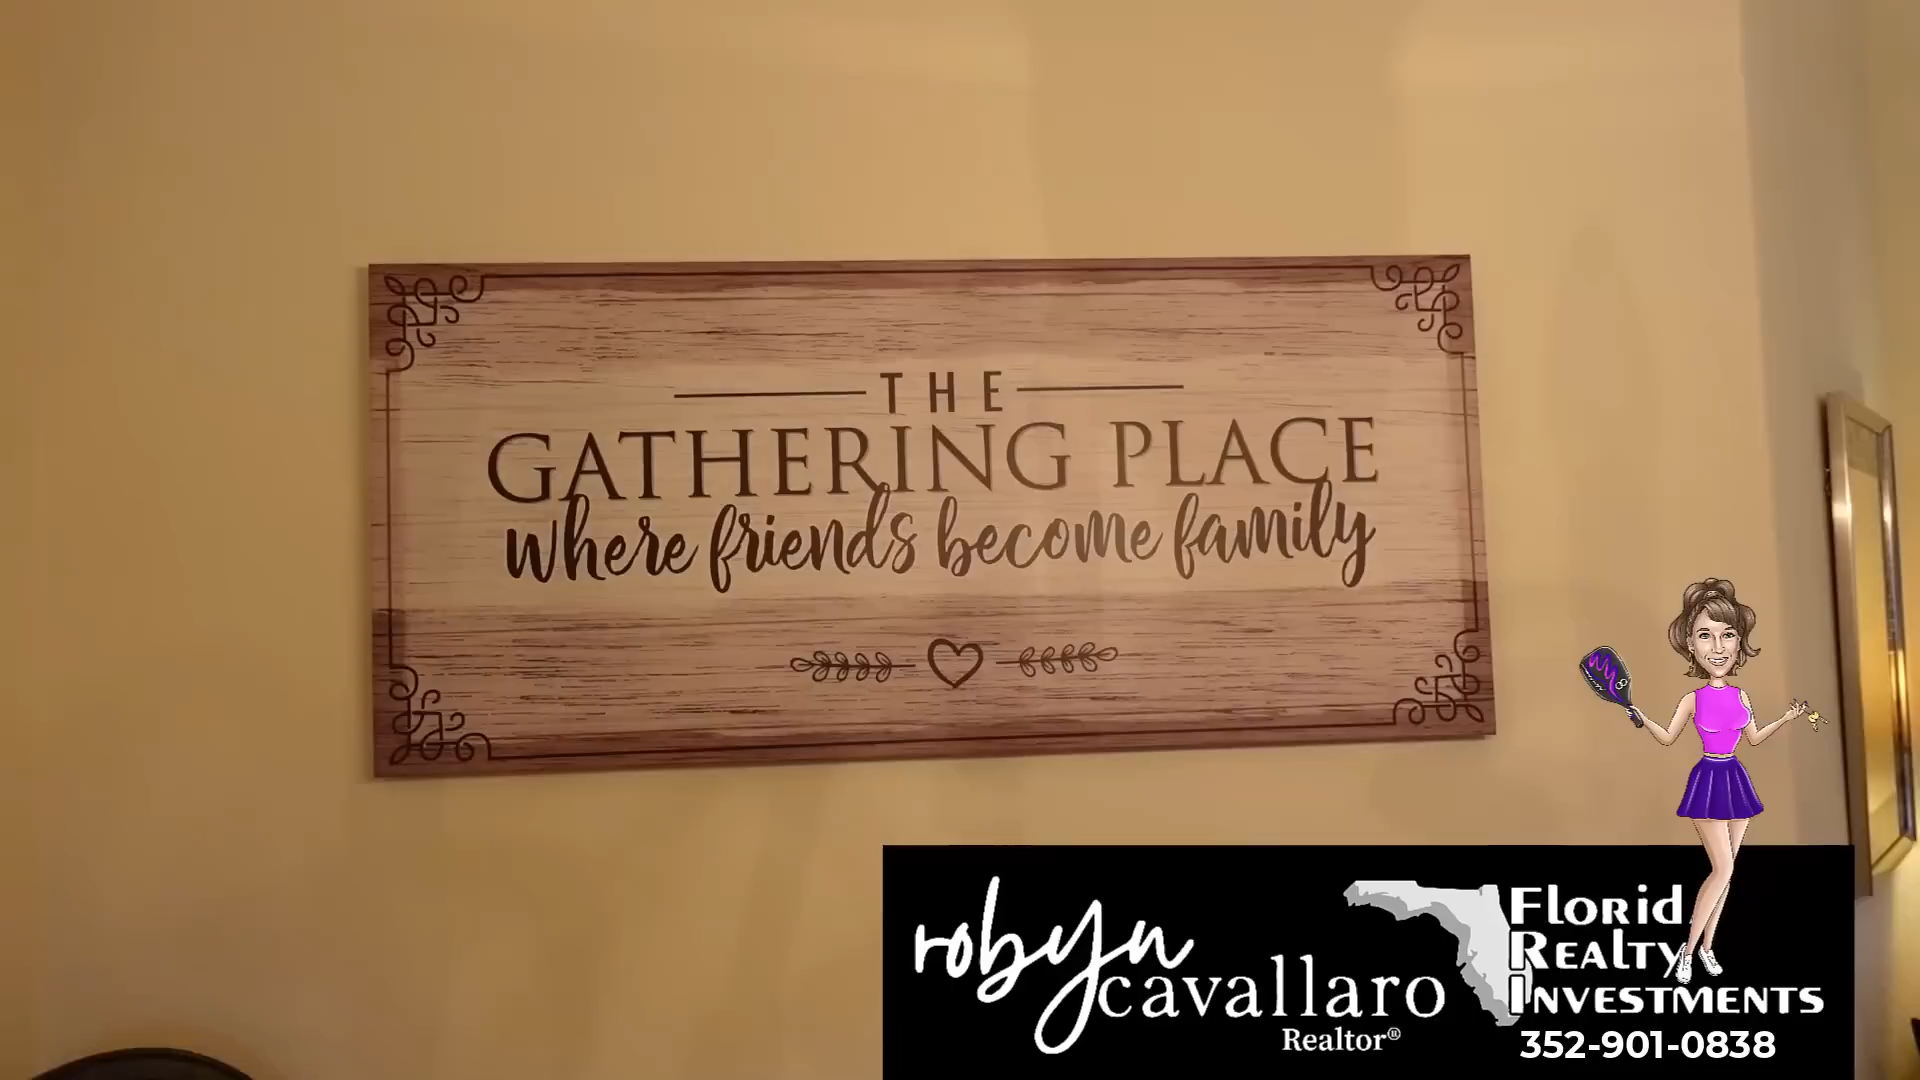 THE
GATHERING PLACE
where friends become family
robyn
cavallaro
Realtor®
Florid
Realty
Investments
352-901-0838